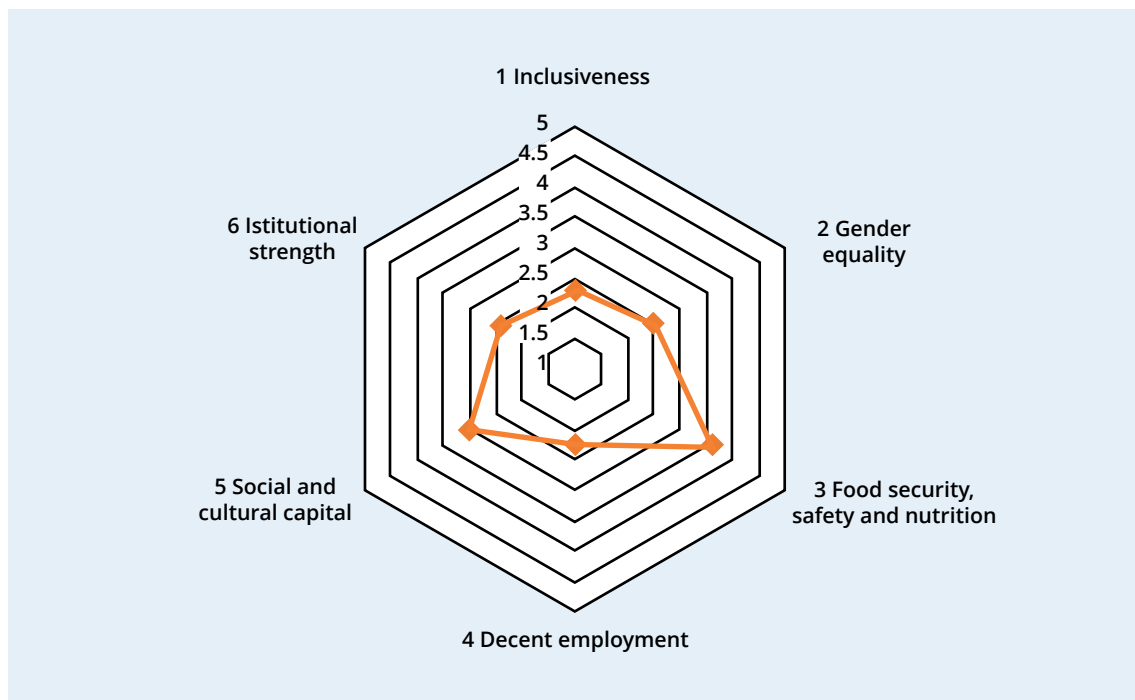 1 Inclusiveness
5
4.5
4
3.5
3
2.5
2
1.5
1
2 Gender
equality
3 Food security,
safety and nutrition
4 Decent employment
5 Social and
cultural capital
6 Istitutional
strength